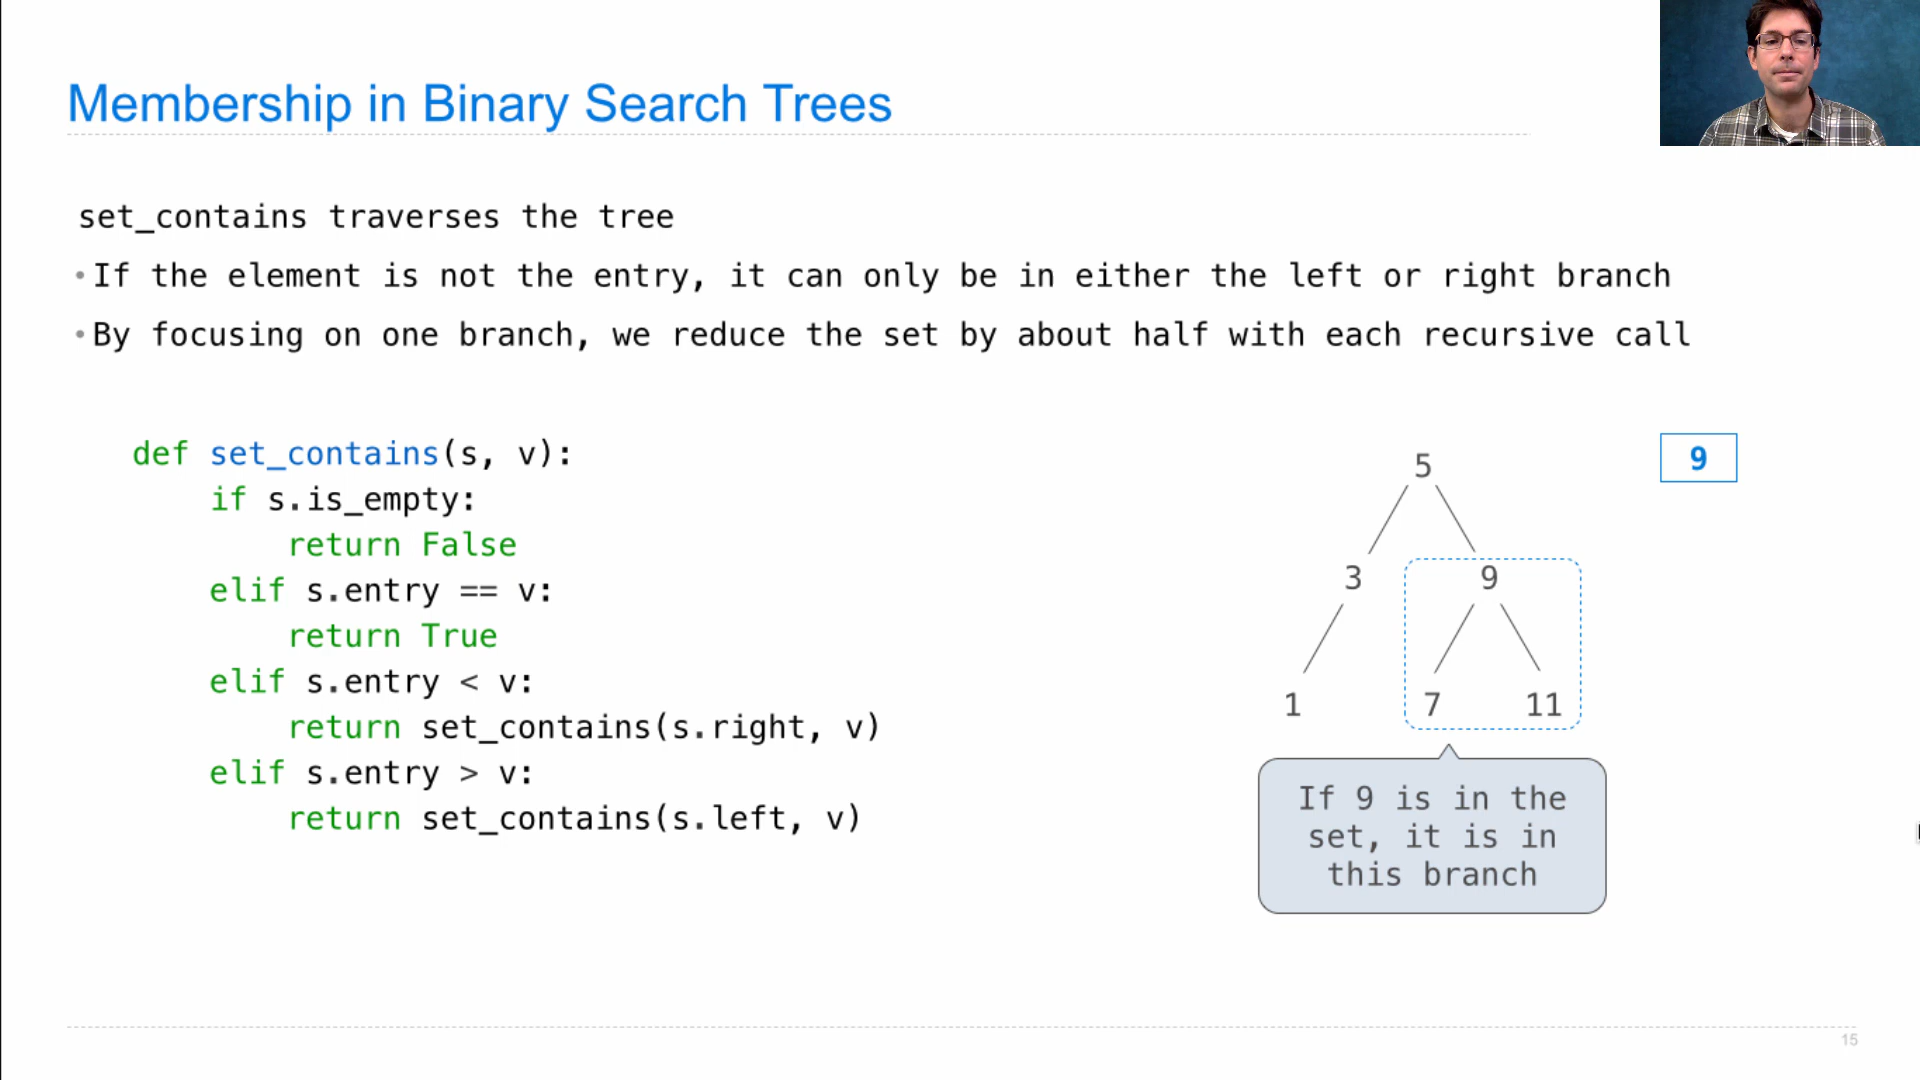 Membership in Binary Search Trees
set_contains traverses the tree
•If the element is not the entry, it can only be in either the left or right branch
•By focusing on one branch, we reduce the set by about half with each recursive call
def set_contains(s, v):
    if s.is_empty:
        return False
    elif s.entry == v:
        return True
    elif s.entry < v:
        return set_contains(s.right, v)
    elif s.entry > v:
        return set_contains(s.left, v)
5
9
3 9
1 7 11
If 9 is in the
set, it is in
this branch
15